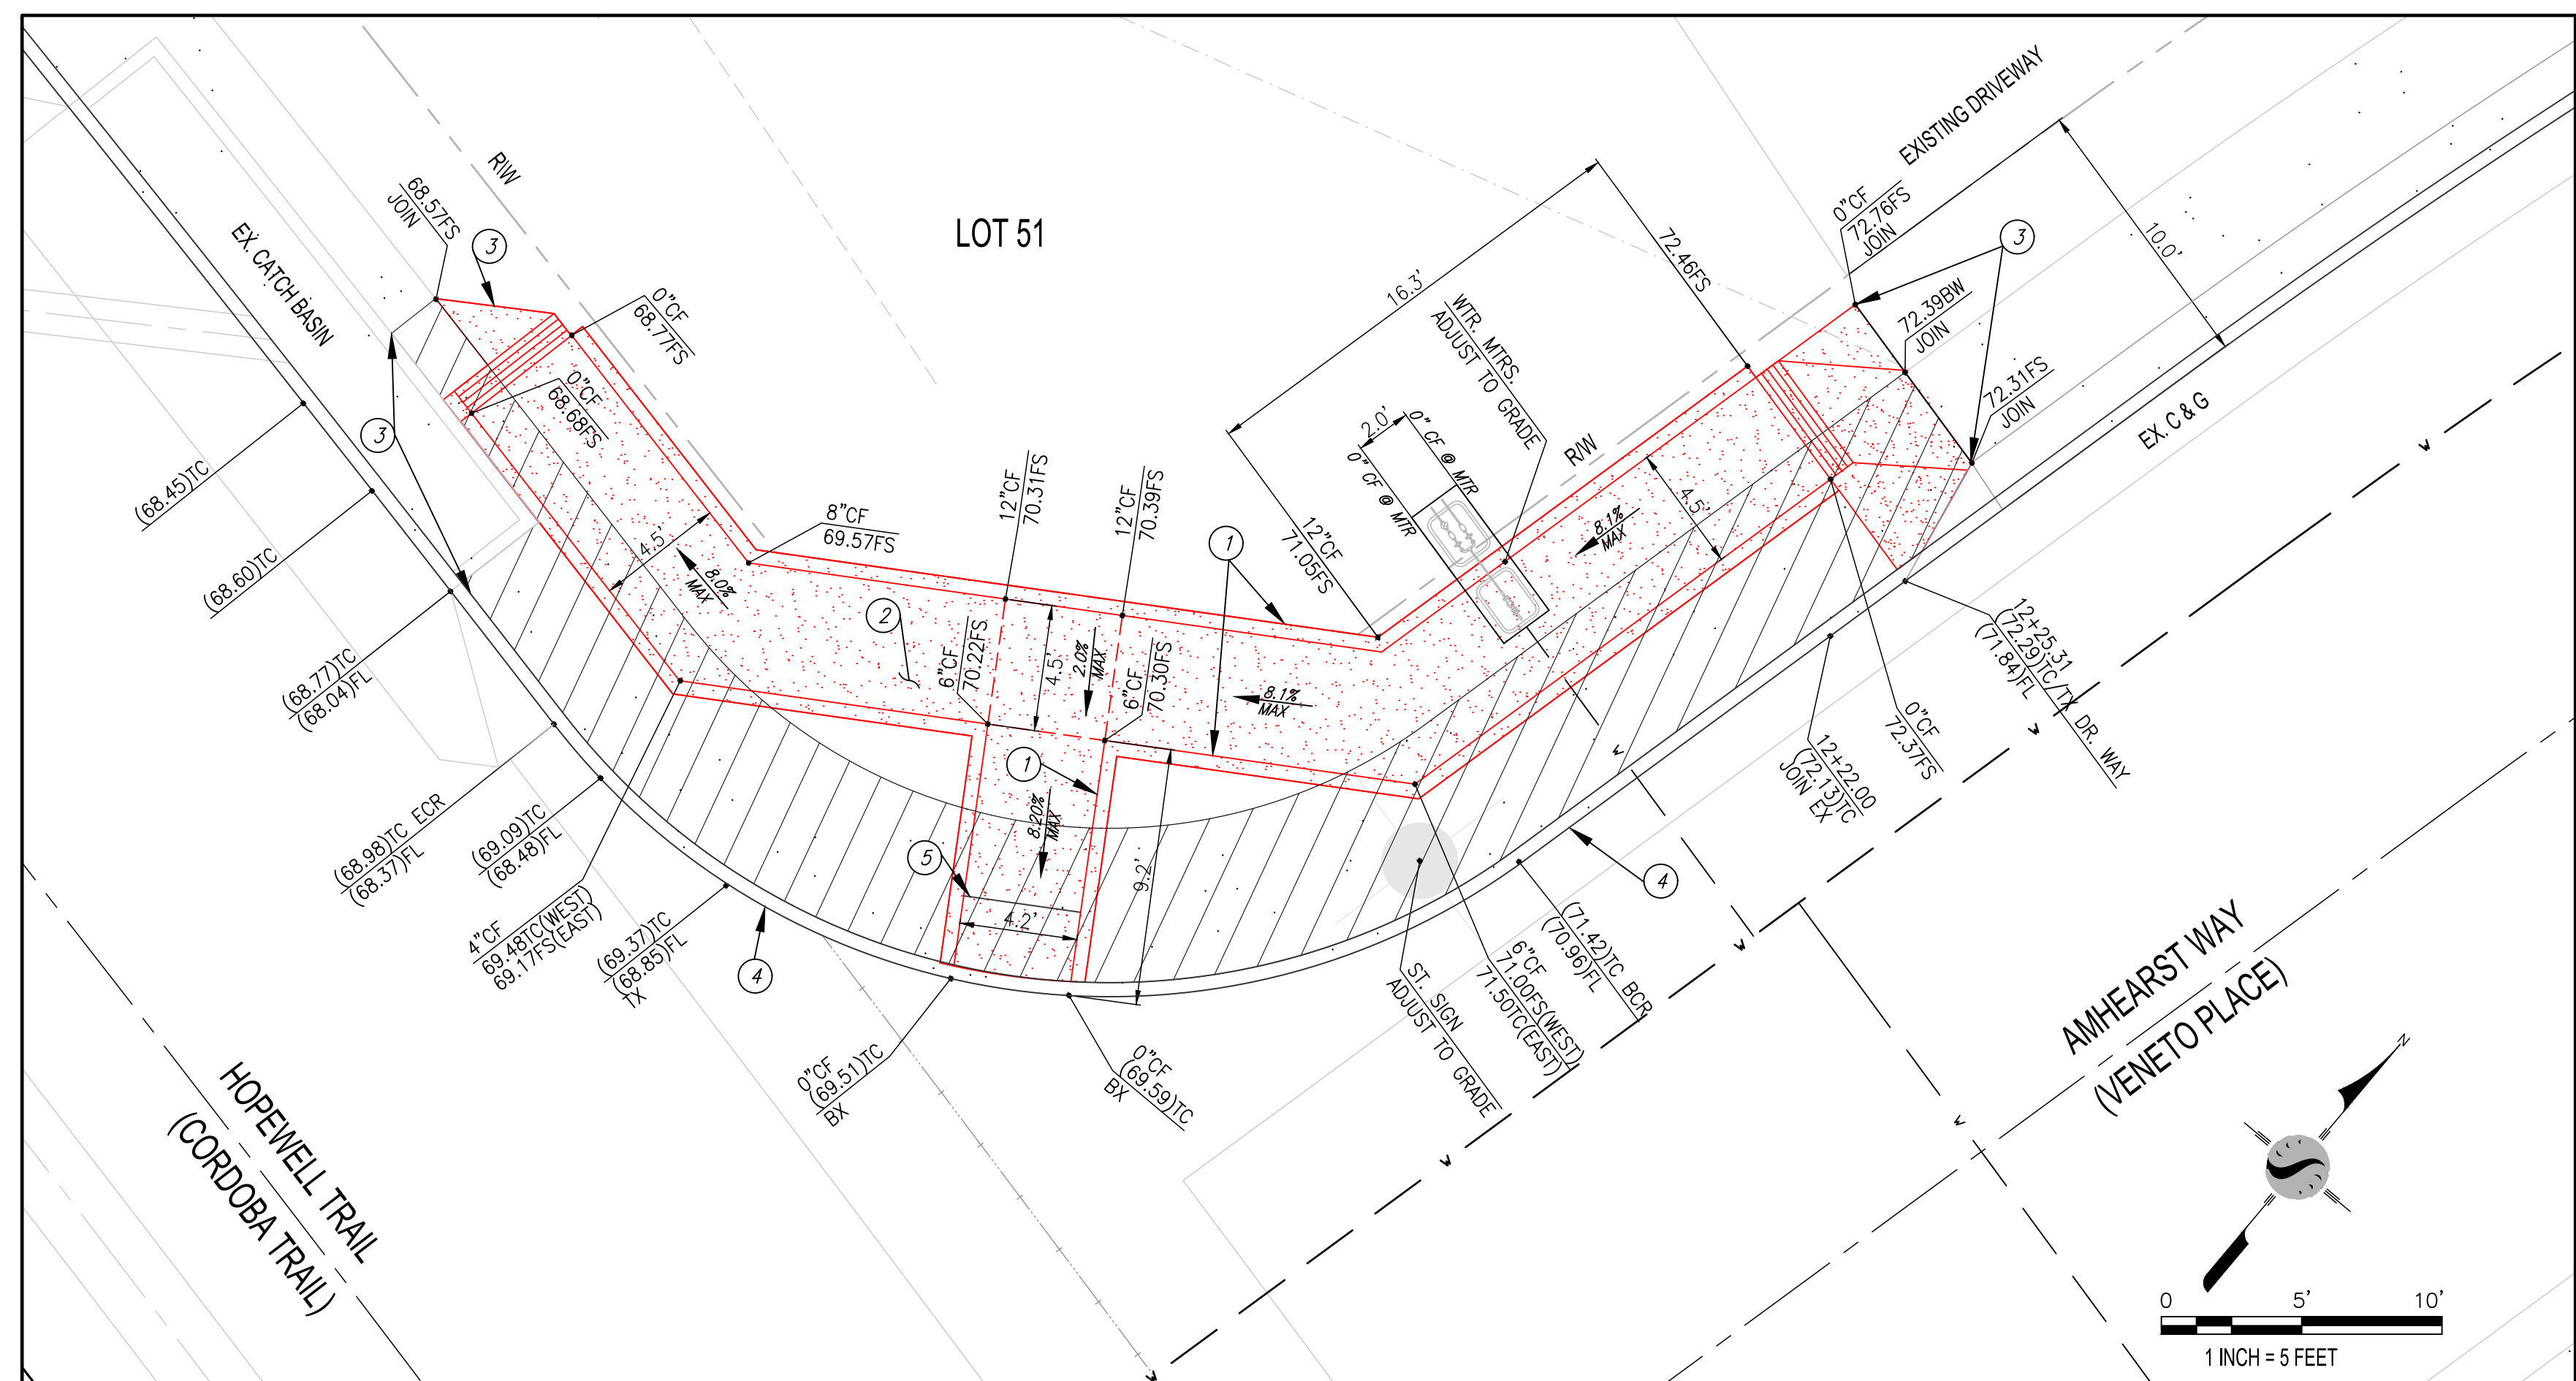 LOT 51
R/W
EX. CATCH BASIN
68.57FS
JOIN
3
0"CF
68.77FS
0"CF
68.68FS
3
(68.45)TC
(68.60)TC
(68.77)TC
(68.04)FL
(68.98)TC ECR
(68.37)FL
(69.09)TC
(68.48)FL
4"CF
69.48TC(WEST)
69.17FS(EAST)
(69.37)TC
(68.85)FL
TX
4
4.5'
8.0%
MAX
8"CF
69.57FS
2
12"CF
70.31FS
12"CF
70.39FS
6"CF
70.22FS
4.5'
2.0%
MAX
6"CF
70.30FS
1
1
8.1%
MAX
8.20%
MAX
5
4.2'
9.2'
0"CF
(69.51)TC
BX
0"CF
(69.59)TC
BX
12"CF
71.05FS
16.3'
72.46FS
2.0'
0" CF @ MTR
0" CF @ MTR
WTR. MTRS.
ADJUST TO GRADE
R/W
8.1%
MAX
4.5'
EXISTING DRIVEWAY
0"CF
72.76FS
JOIN
3
72.39BW
JOIN
72.31FS
JOIN
10.0'
EX. C & G
12+25.31
(72.29)TC/TX DR. WAY
(71.84)FL
0"CF
72.37FS
12+22.00
(72.13)TC
JOIN EX
4
(71.42)TC BCR
(70.96)FL
6"CF
71.00FS(WEST)
71.50TC(EAST)
ST. SIGN
ADJUST TO GRADE
W
W
W
W
W
W
W
W
HOPEWELL TRAIL
(CORDOBA TRAIL)
AMHEARST WAY
(VENETO PLACE)
N
0 5' 10'
1 INCH = 5 FEET